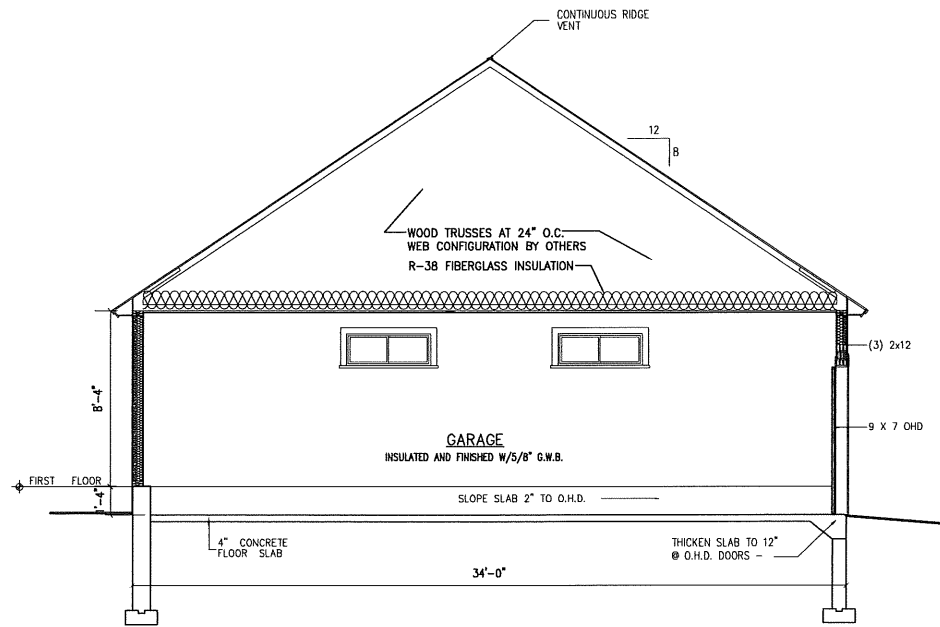 CONTINUOUS RIDGE
VENT
12
8
WOOD TRUSSES AT 24" O.C.
WEB CONFIGURATION BY OTHERS
R-38 FIBERGLASS INSULATION
(3) 2x12
8'-4"
9 X 7 OHD
GARAGE
INSULATED AND FINISHED W/5/8" G.W.B.
FIRST FLOOR
1'-4"
SLOPE SLAB 2" TO O.H.D.
4" CONCRETE
FLOOR SLAB
THICKEN SLAB TO 12"
@ O.H.D. DOORS -
34'-0"